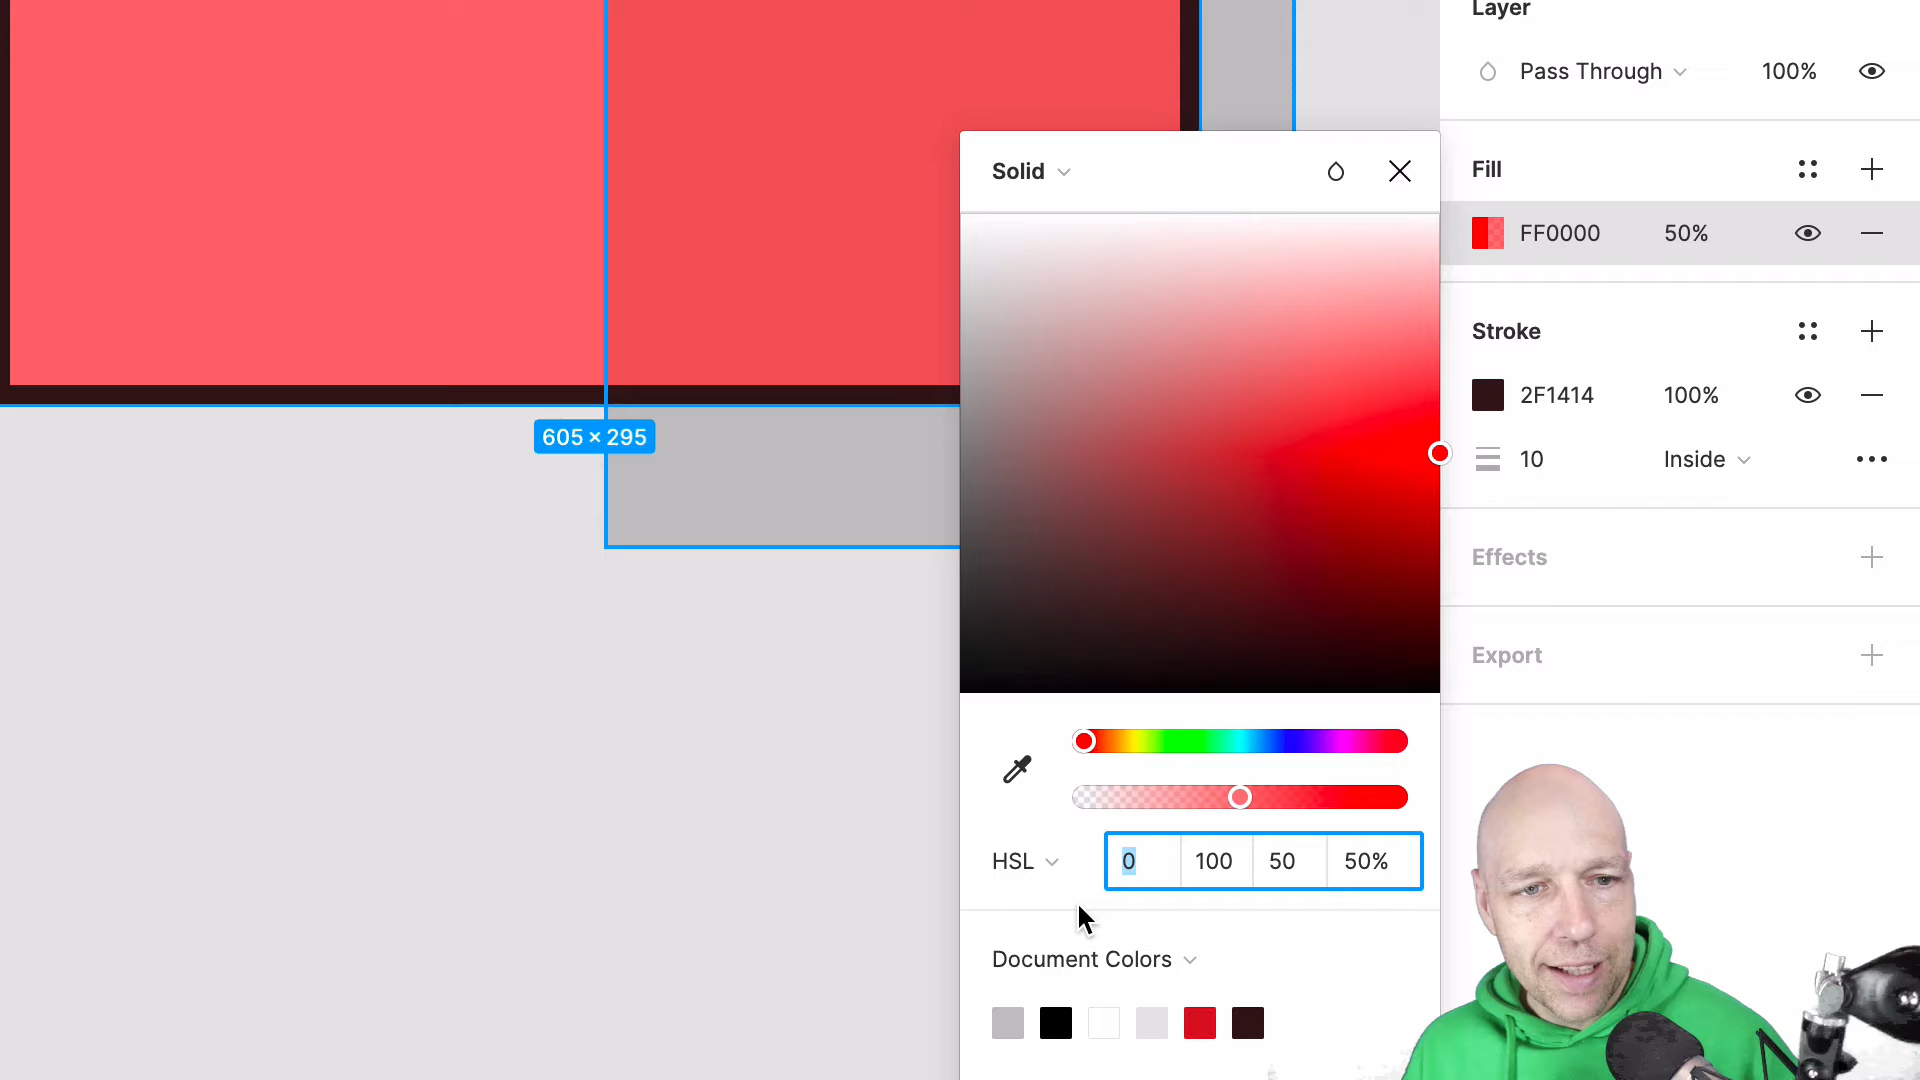 Layer
Pass Through 100%
Solid
Fill
FF0000 50%
Stroke
2F1414 100%
605 × 295
10 Inside
Effects
Export
HSL 0 100 50 50%
Document Colors